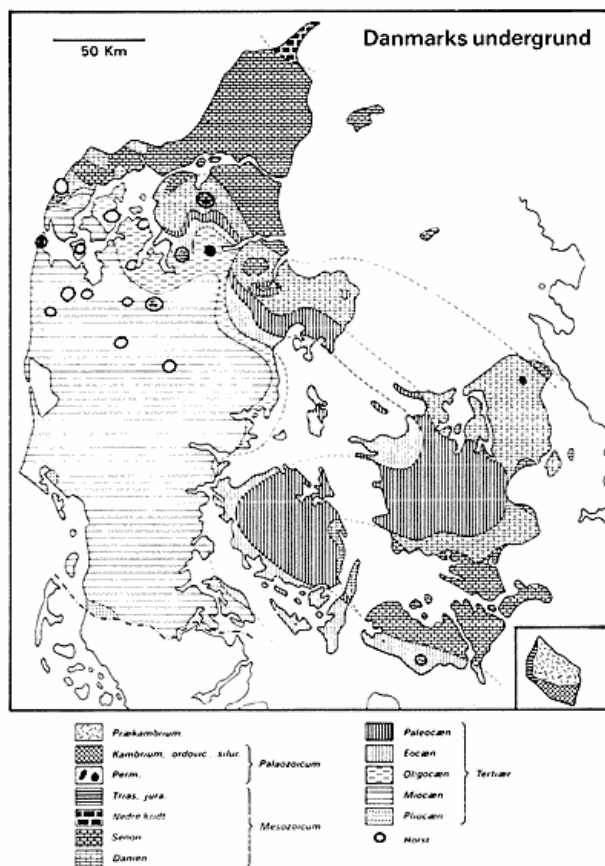 Danmarks undergrund
50 Km
Prækambrium.
Kambrium, ordovic, silur.
Perm.
Palaozoicum
Trias, jura.
Nedre kridt
Senon
Danien
Mesozoicum
Paleocæn
Eocæn
Oligocæn
Miocæn
Pliocæn
Tertiær
Horst